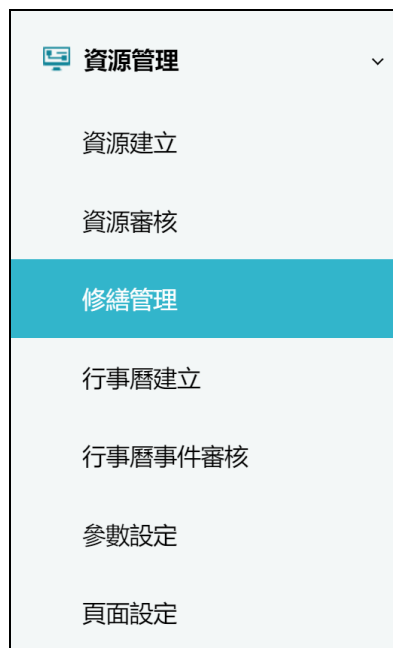 資源管理
資源建立
資源審核
修繕管理
行事曆建立
行事曆事件審核
參數設定
頁面設定